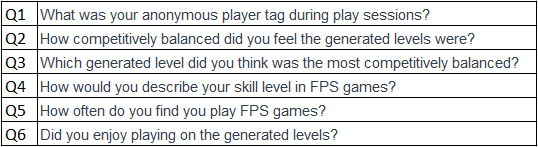 Q1 What was your anonymous player tag during play sessions?
Q2 How competitively balanced did you feel the generated levels were?
Q3 Which generated level did you think was the most competitively balanced?
Q4 How would you describe your skill level in FPS games?
Q5 How often do you find you play FPS games?
Q6 Did you enjoy playing on the generated levels?